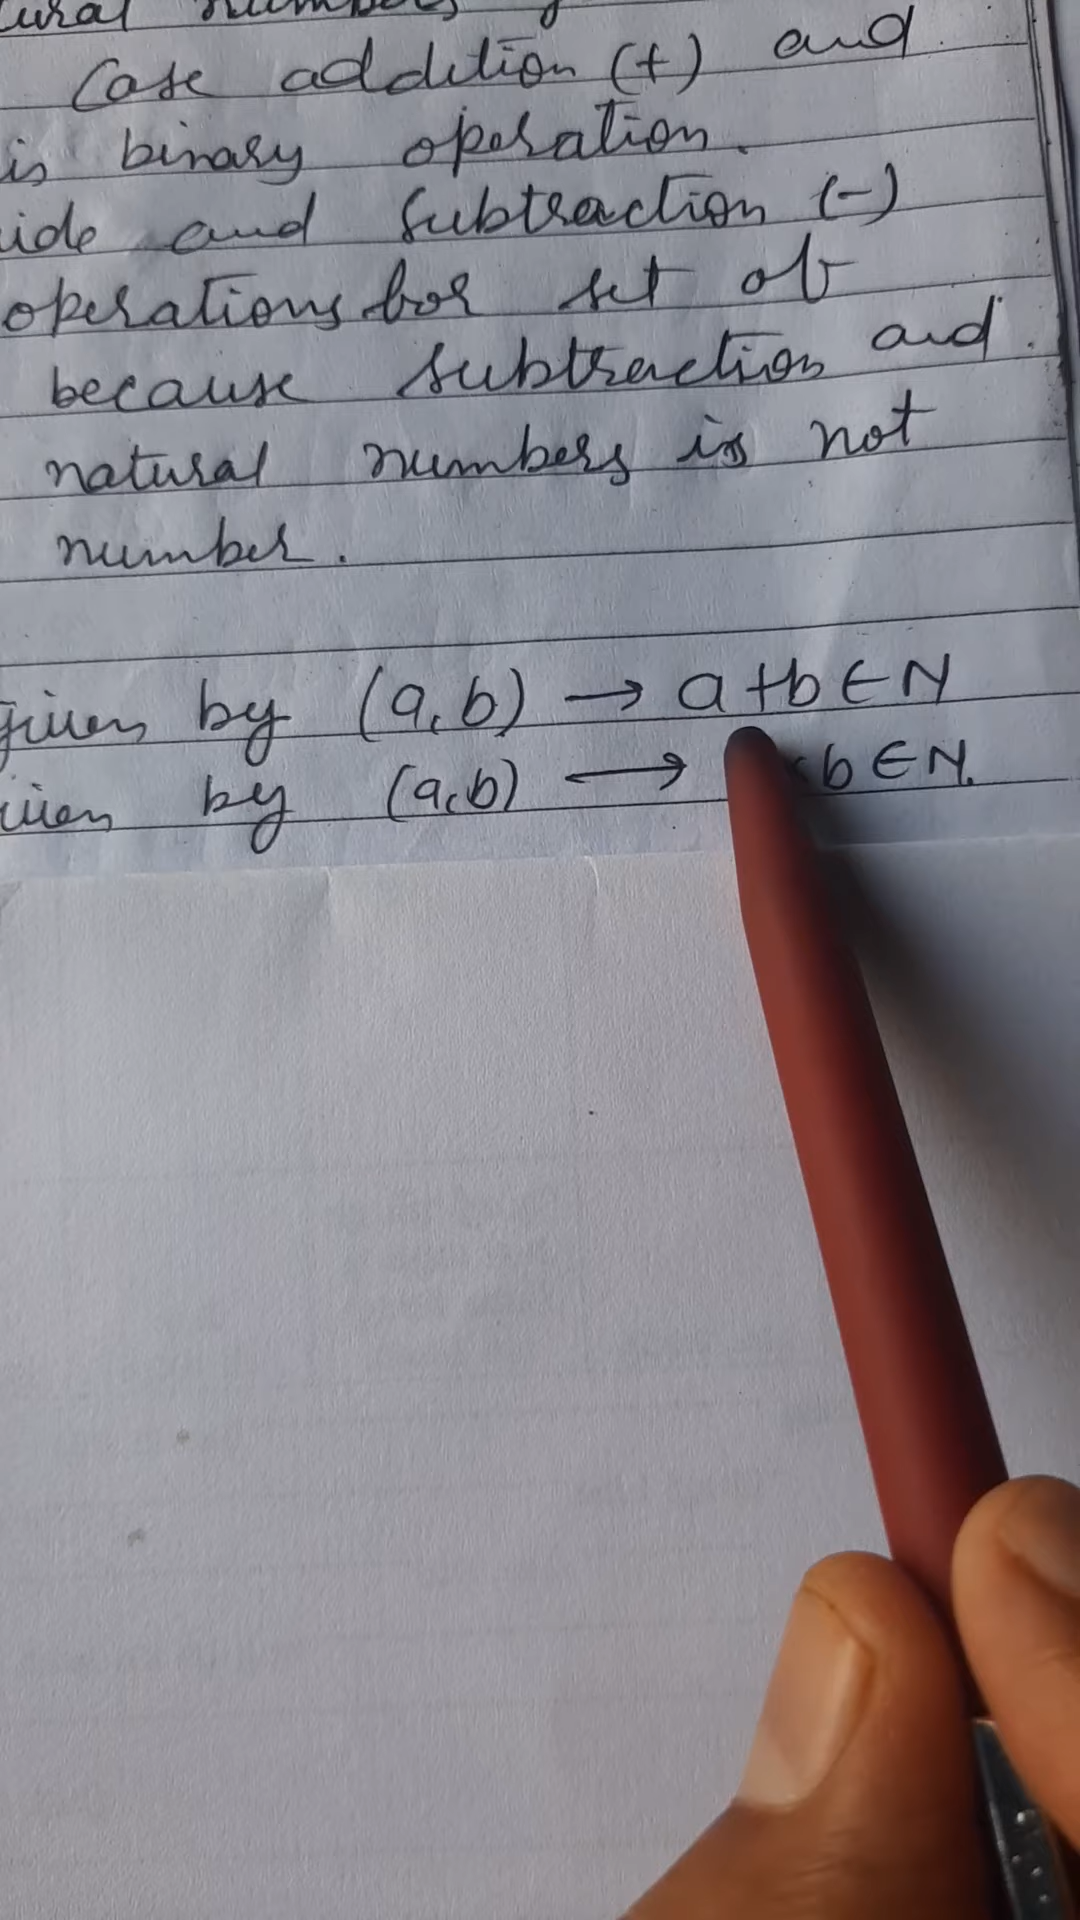 Case addition (+) and
is binary operation.
and subtraction (-)
operations for set of
because subtraction and
natural numbers is not
number.
given by (a,b) → a+b ∈ N
by (a,b) → b ∈ N.